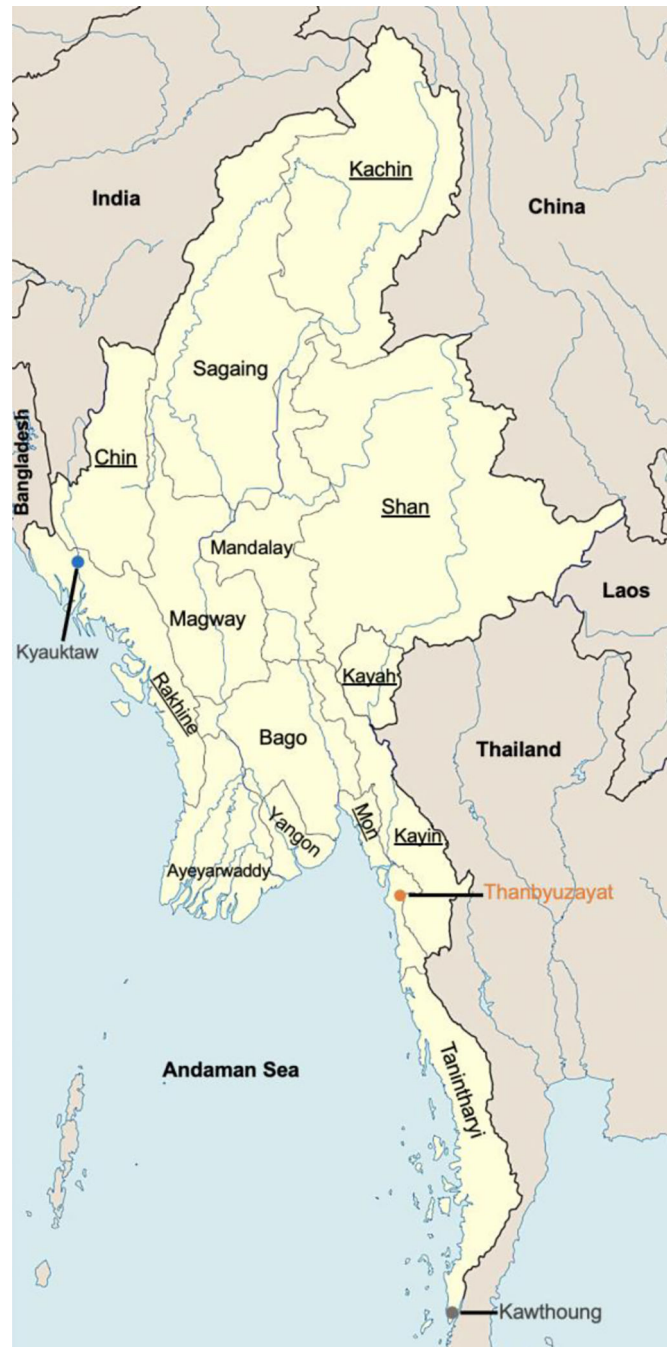 Kachin
India
China
Sagaing
Bangladesh
Chin
Shan
Mandalay
Laos
Magway
Kyauktaw
Kayah
Rakhine
Bago
Thailand
Mon
Yangon
Kayin
Ayeyarwaddy
Thanbyuzayat
Andaman Sea
Tanintharyi
Kawthoung